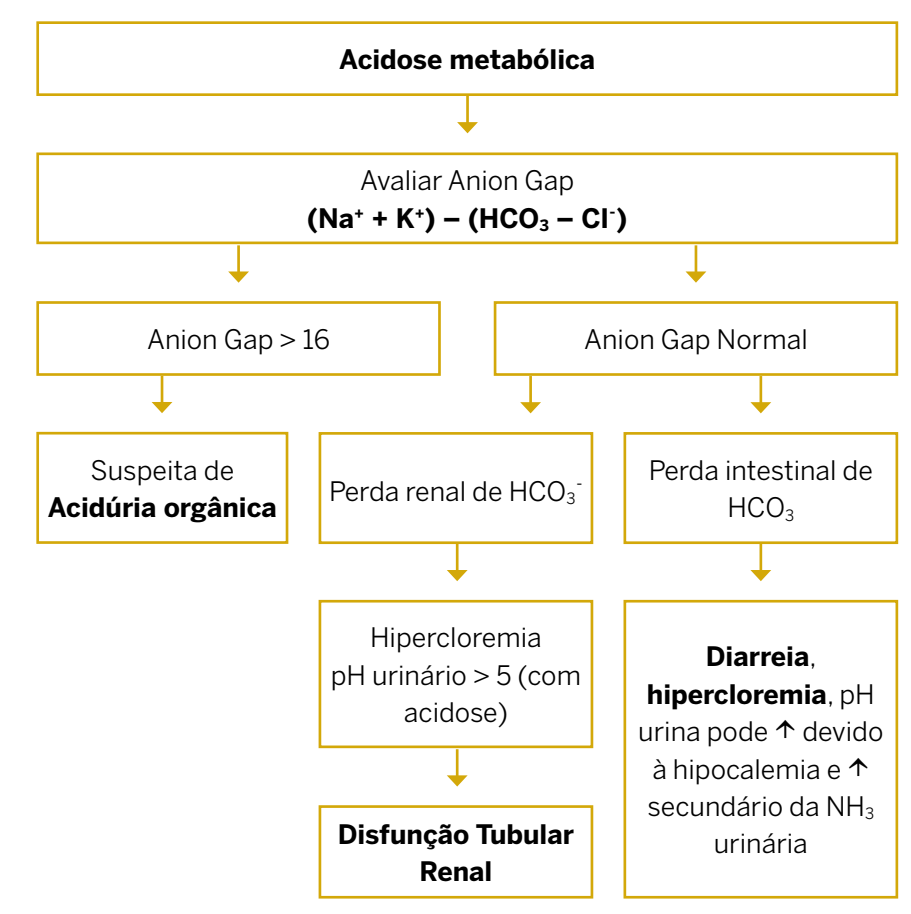 Acidose metabólica
Avaliar Anion Gap
(Na⁺ + K⁺) – (HCO₃ – Cl⁻)
Anion Gap > 16
Anion Gap Normal
Suspeita de
Acidúria orgânica
Perda renal de HCO₃⁻
Perda intestinal de
HCO₃
Hipercloremia
pH urinário > 5 (com
acidose)
Disfunção Tubular
Renal
Diarreia,
hipercloremia, pH
urina pode ↑ devido
à hipocalemia e ↑
secundário da NH₃
urinária